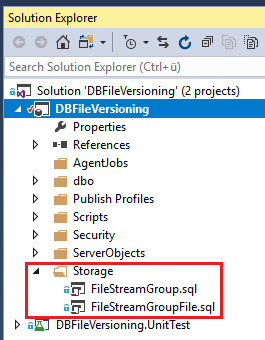 Solution Explorer
Search Solution Explorer (Ctrl+ü)
Solution 'DBFileVersioning' (2 projects)
DBFileVersioning
Properties
References
AgentJobs
dbo
Publish Profiles
Scripts
Security
ServerObjects
Storage
FileStreamGroup.sql
FileStreamGroupFile.sql
DBFileVersioning.UnitTest